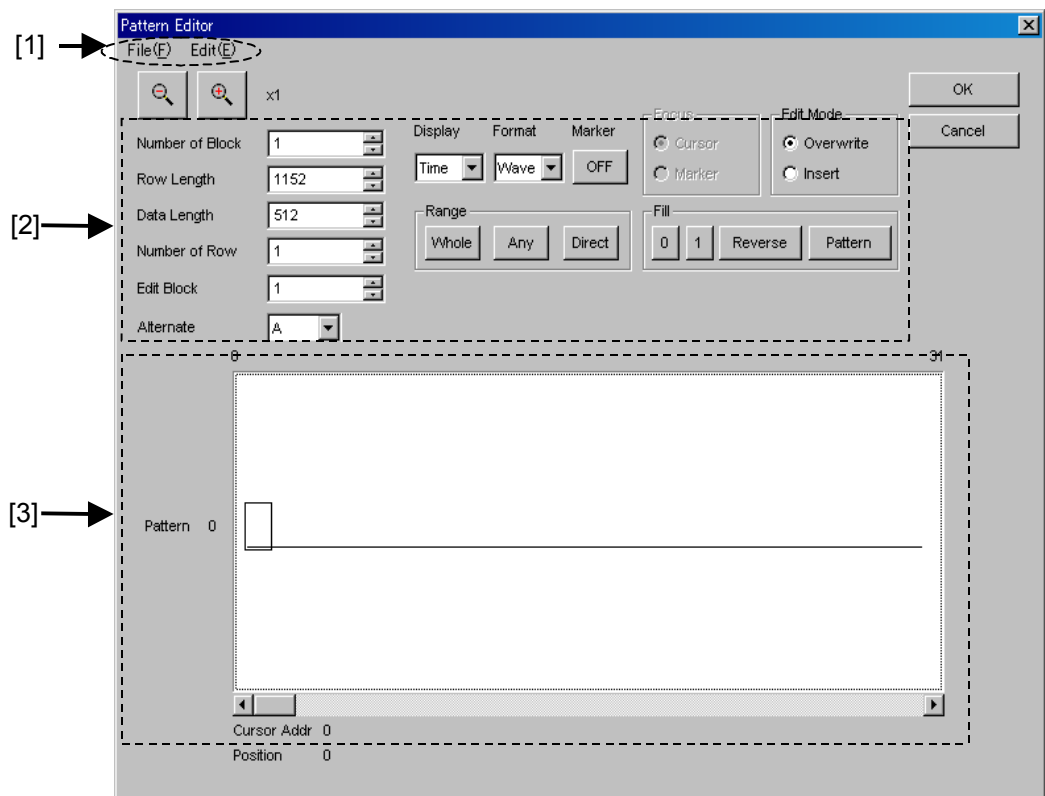 Pattern Editor
[1]
File(F) Edit(E)
x1
OK
Cancel
[2]
Number of Block 1
Row Length 1152
Data Length 512
Number of Row 1
Edit Block 1
Alternate A
Display Format Marker
Time Wave OFF
Focus
Cursor
Marker
Edit Mode
Overwrite
Insert
Range
Whole Any Direct
Fill
0 1 Reverse Pattern
[3]
0 31
Pattern 0
Cursor Addr 0
Position 0